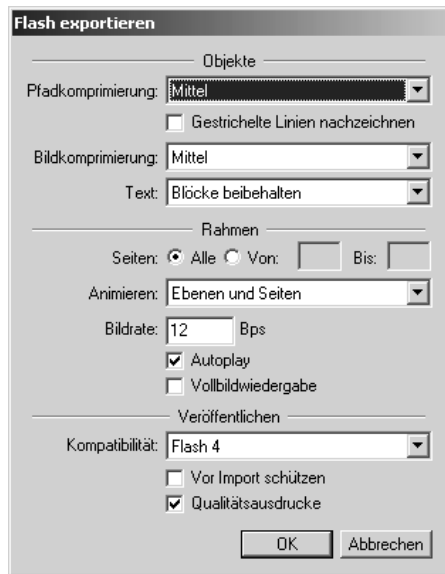 Flash exportieren
Objekte
Pfadkomprimierung: Mittel
Gestrichelte Linien nachzeichnen
Bildkomprimierung: Mittel
Text: Blöcke beibehalten
Rahmen
Seiten: Alle Von: Bis:
Animieren: Ebenen und Seiten
Bildrate: 12 Bps
Autoplay
Vollbildwiedergabe
Veröffentlichen
Kompatibilität: Flash 4
Vor Import schützen
Qualitätsausdrucke
OK Abbrechen